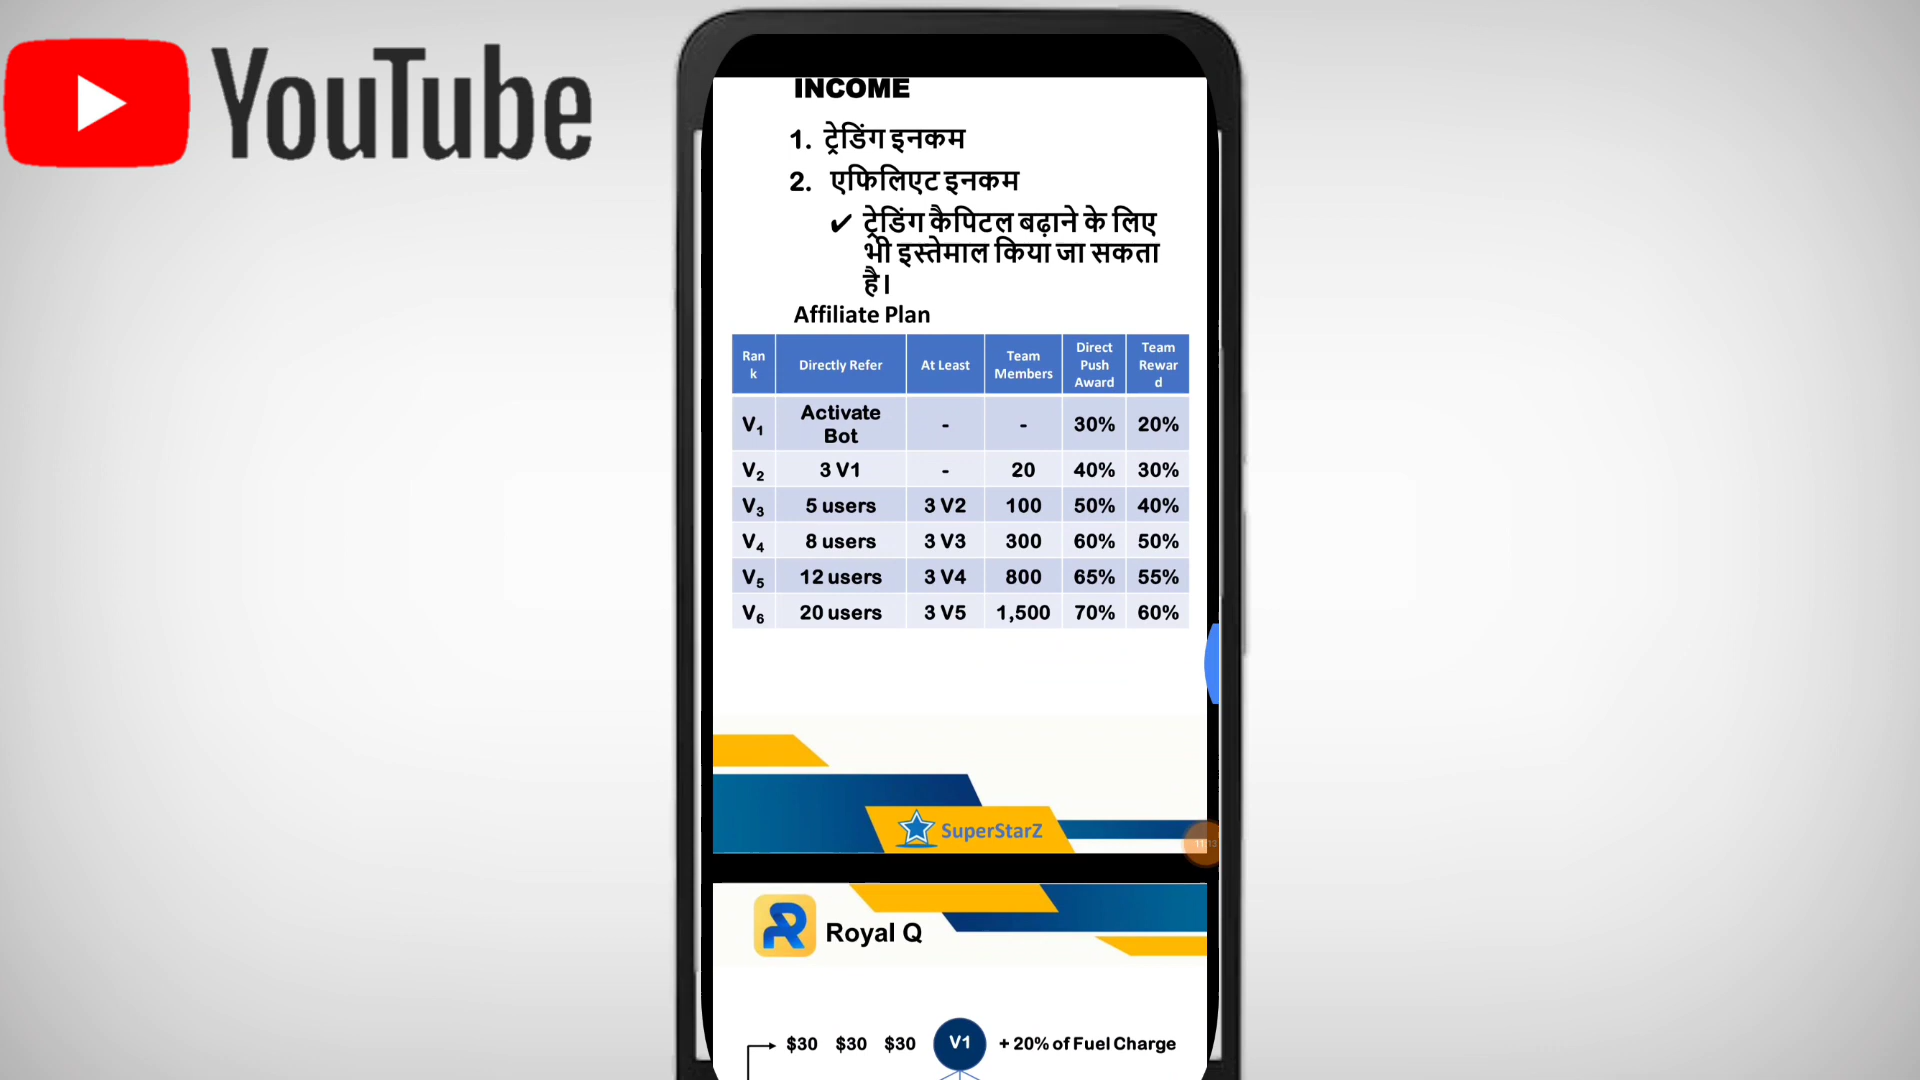 YouTube
INCOME
1. ट्रेडिंग इनकम
2. एफिलिएट इनकम
✔ ट्रेडिंग कैपिटल बढ़ाने के लिए
भी इस्तेमाल किया जा सकता
है।
Affiliate Plan
Ran
k
Directly Refer
At Least
Team
Members
Direct
Push
Award
Team
Rewar
d
V1 Activate
Bot
- - 30% 20%
V2 3 V1 - 20 40% 30%
V3 5 users 3 V2 100 50% 40%
V4 8 users 3 V3 300 60% 50%
V5 12 users 3 V4 800 65% 55%
V6 20 users 3 V5 1,500 70% 60%
SuperStarZ
11:13
Royal Q
$30 $30 $30 V1 + 20% of Fuel Charge